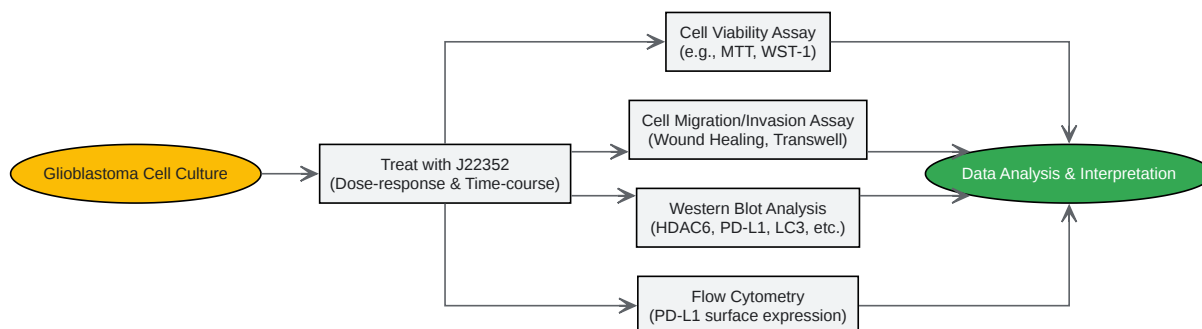 Glioblastoma Cell Culture
Treat with J22352
(Dose-response & Time-course)
Cell Viability Assay
(e.g., MTT, WST-1)
Cell Migration/Invasion Assay
(Wound Healing, Transwell)
Western Blot Analysis
(HDAC6, PD-L1, LC3, etc.)
Flow Cytometry
(PD-L1 surface expression)
Data Analysis & Interpretation